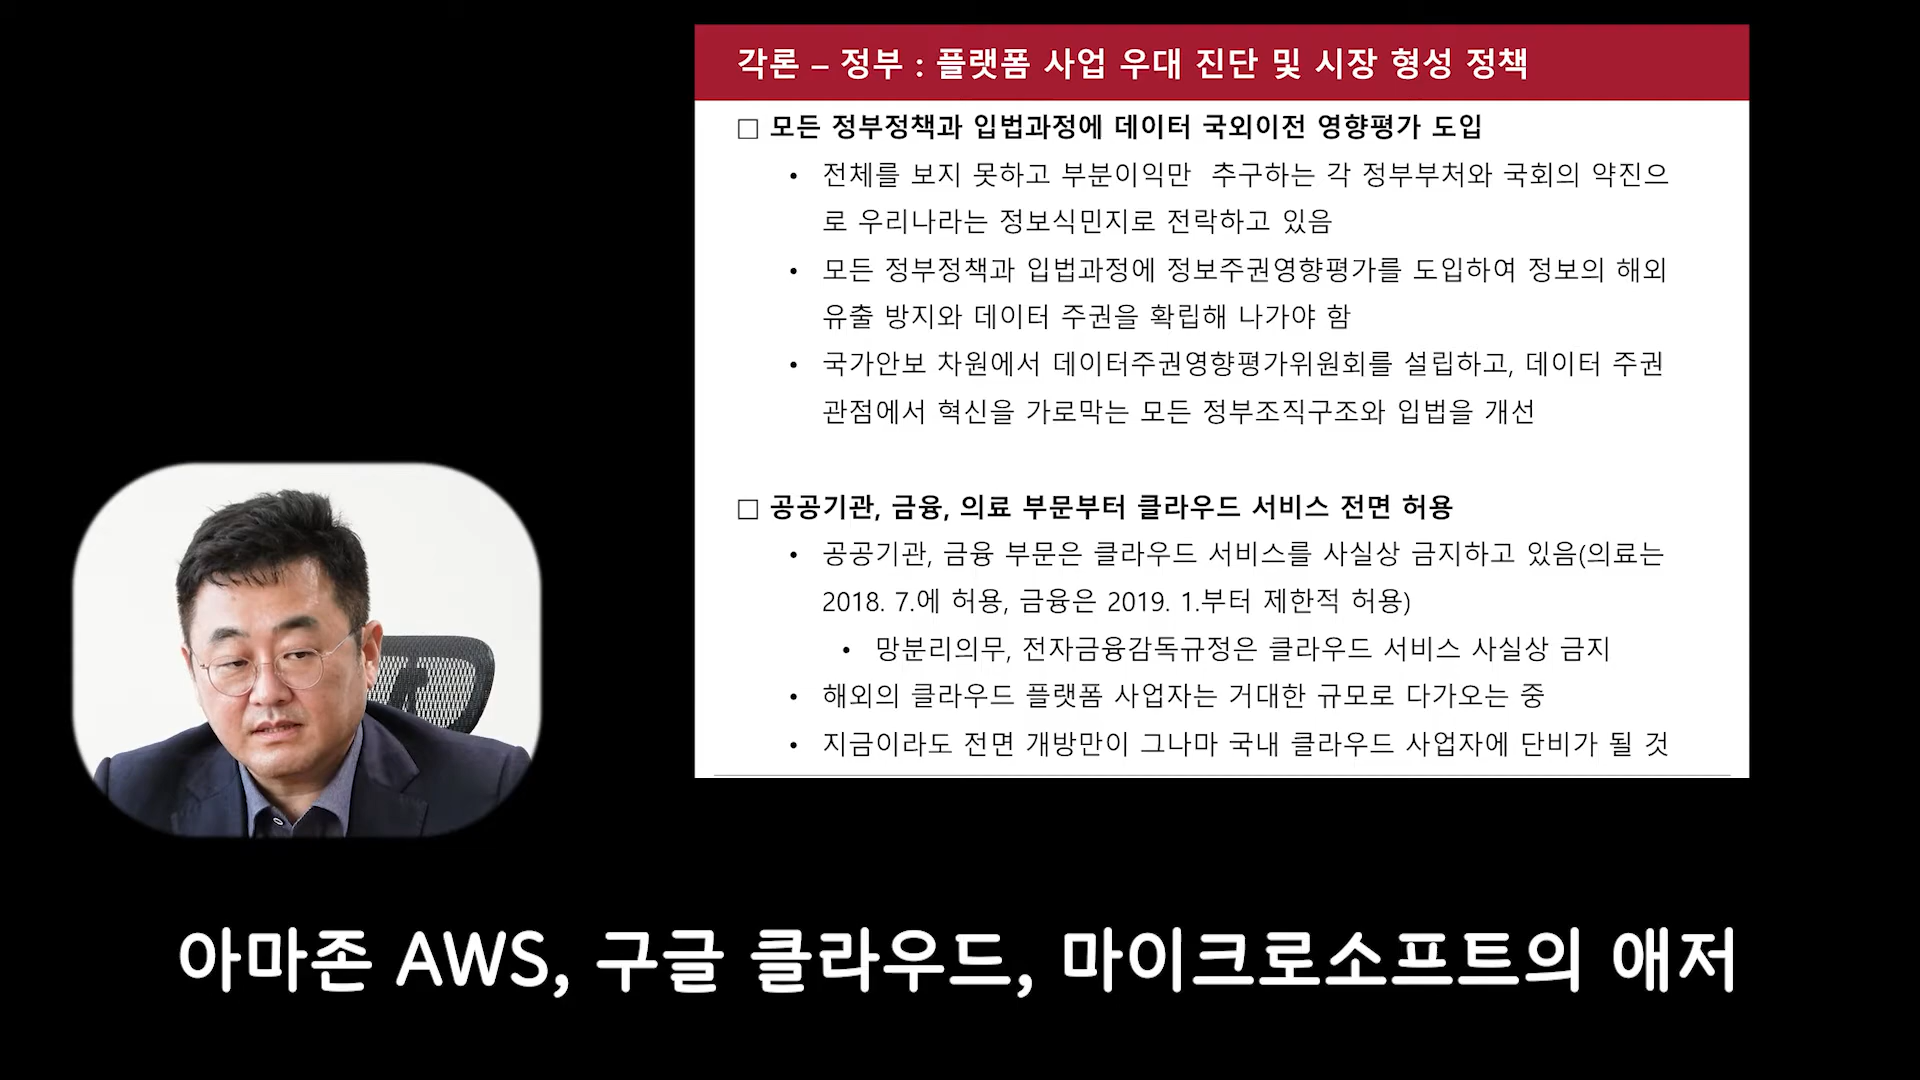 각론 – 정부 : 플랫폼 사업 우대 진단 및 시장 형성 정책
□ 모든 정부정책과 입법과정에 데이터 국외이전 영향평가 도입
• 전체를 보지 못하고 부분이익만 추구하는 각 정부부처와 국회의 약진으
로 우리나라는 정보식민지로 전락하고 있음
• 모든 정부정책과 입법과정에 정보주권영향평가를 도입하여 정보의 해외
유출 방지와 데이터 주권을 확립해 나가야 함
• 국가안보 차원에서 데이터주권영향평가위원회를 설립하고, 데이터 주권
관점에서 혁신을 가로막는 모든 정부조직구조와 입법을 개선
□ 공공기관, 금융, 의료 부문부터 클라우드 서비스 전면 허용
• 공공기관, 금융 부문은 클라우드 서비스를 사실상 금지하고 있음(의료는
2018. 7.에 허용, 금융은 2019. 1.부터 제한적 허용)
• 망분리의무, 전자금융감독규정은 클라우드 서비스 사실상 금지
• 해외의 클라우드 플랫폼 사업자는 거대한 규모로 다가오는 중
• 지금이라도 전면 개방만이 그나마 국내 클라우드 사업자에 단비가 될 것
아마존 AWS, 구글 클라우드, 마이크로소프트의 애저